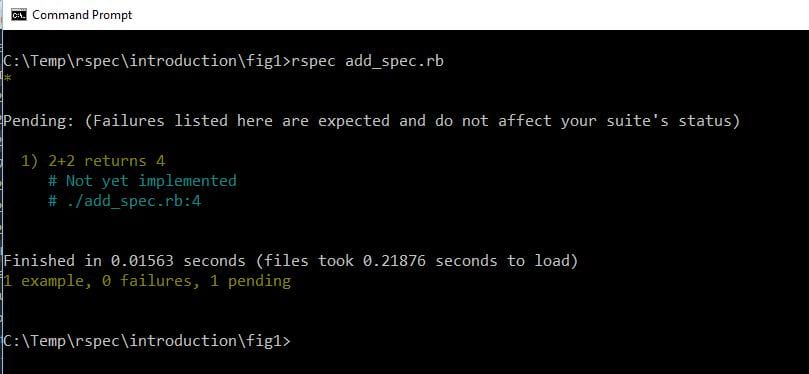 Command Prompt
C:\Temp\rspec\introduction\fig1>rspec add_spec.rb
*
Pending: (Failures listed here are expected and do not affect your suite's status)
1) 2+2 returns 4
# Not yet implemented
# ./add_spec.rb:4
Finished in 0.01563 seconds (files took 0.21876 seconds to load)
1 example, 0 failures, 1 pending
C:\Temp\rspec\introduction\fig1>